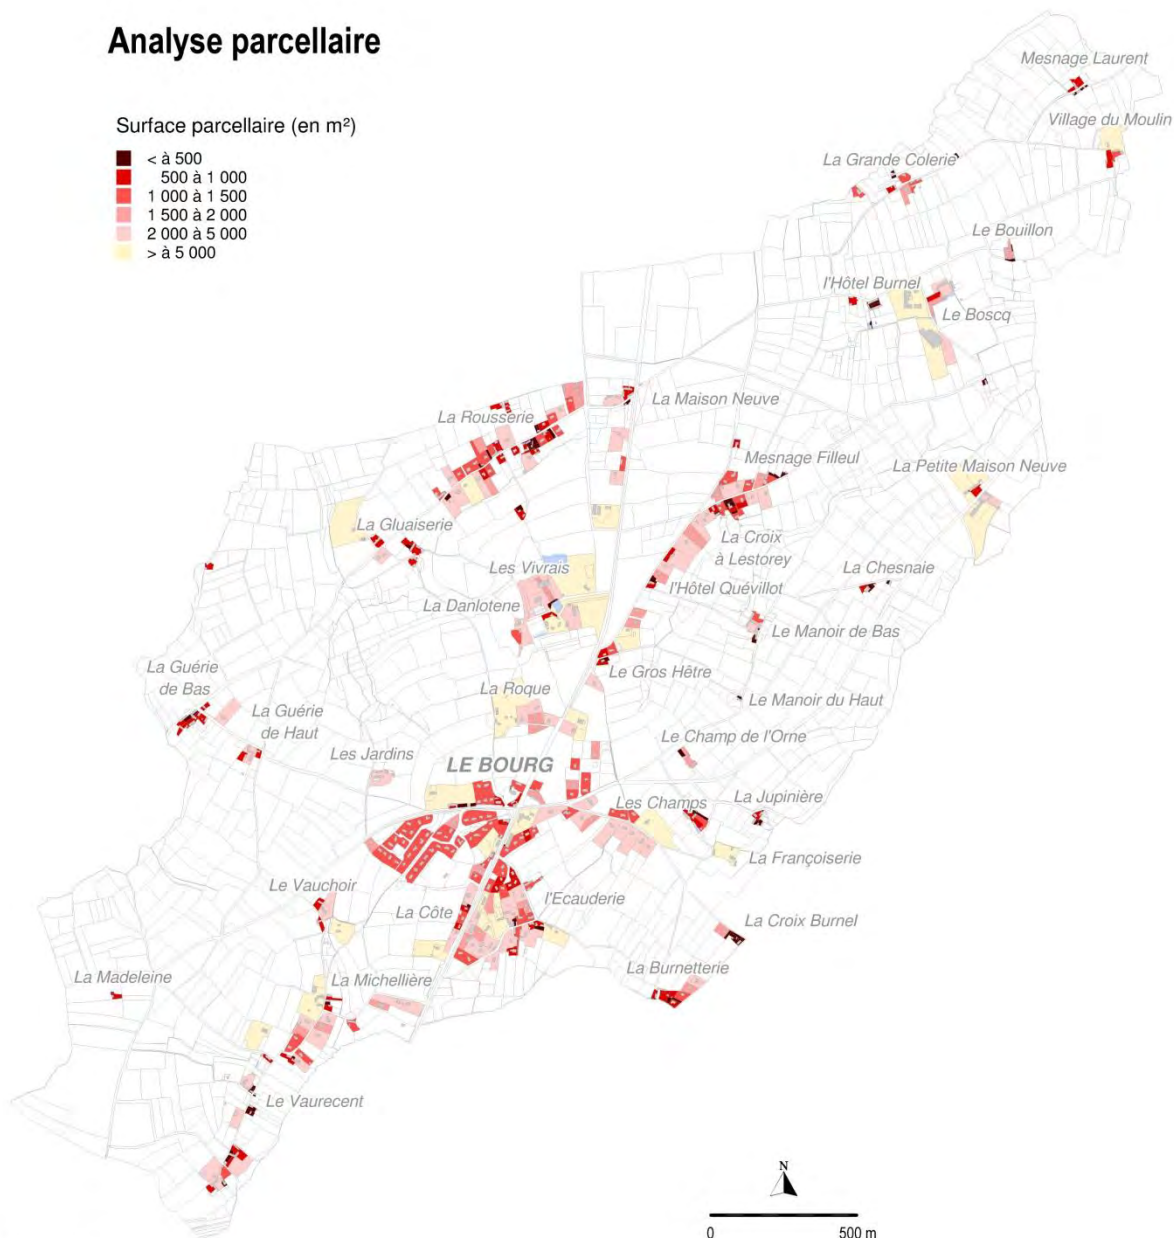 Analyse parcellaire
Surface parcellaire (en m²)
< à 500
500 à 1 000
1 000 à 1 500
1 500 à 2 000
2 000 à 5 000
> à 5 000
Mesnage Laurent
Village du Moulin
La Grande Colerie
Le Bouillon
l'Hôtel Burnel
Le Boscq
La Maison Neuve
La Rousserie
Mesnage Filleul
La Petite Maison Neuve
La Gluaiserie
La Croix
à Lestorey
Les Vivrais
La Chesnaie
l'Hôtel Quévillot
La Danlotene
Le Manoir de Bas
La Guérie
de Bas
Le Gros Hêtre
La Roque
Le Manoir du Haut
La Guérie
de Haut
Le Champ de l'Orne
Les Jardins
LE BOURG
Les Champs
La Jupinière
La Françoiserie
Le Vauchoir
La Côte
l'Ecauderie
La Croix Burnel
La Madeleine
La Michellière
La Burnetterie
Le Vaurecent
N
0 500 m